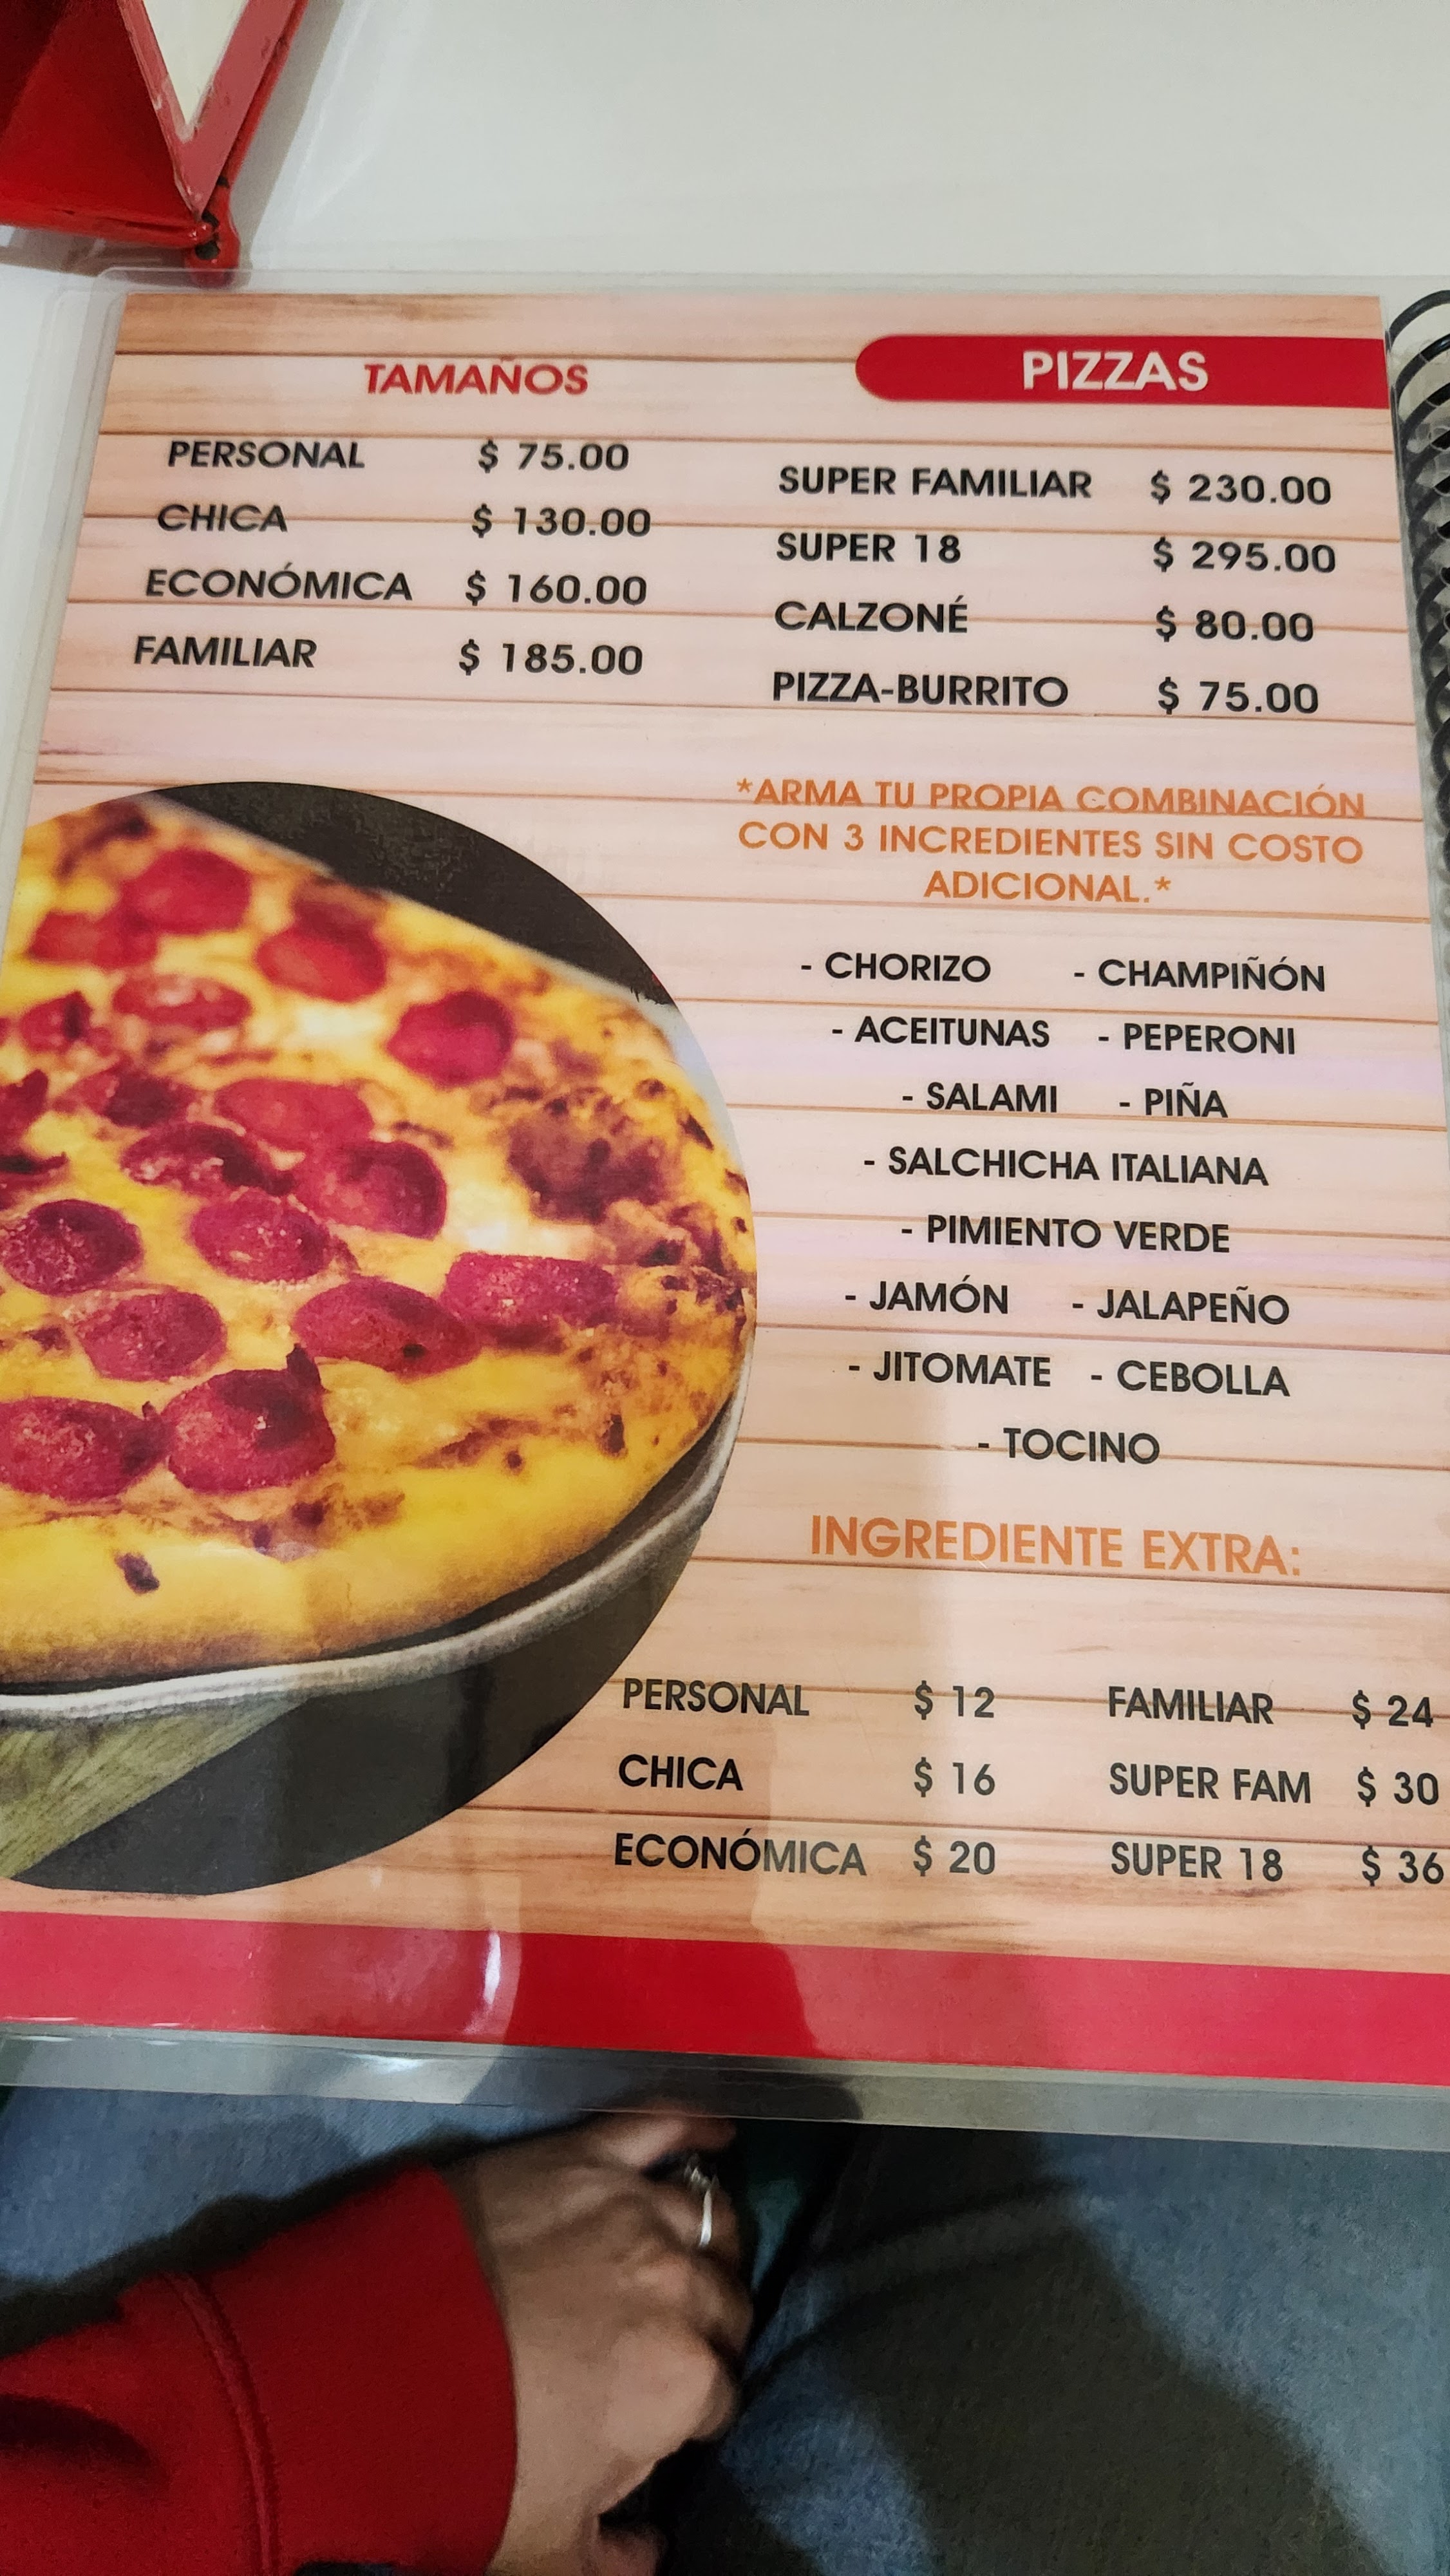 TAMAÑOS
PIZZAS
PERSONAL $ 75.00
CHICA $ 130.00
ECONÓMICA $ 160.00
FAMILIAR $ 185.00
SUPER FAMILIAR $ 230.00
SUPER 18 $ 295.00
CALZONÉ $ 80.00
PIZZA-BURRITO $ 75.00
*ARMA TU PROPIA COMBINACIÓN
CON 3 INCREDIENTES SIN COSTO
ADICIONAL.*
- CHORIZO - CHAMPIÑÓN
- ACEITUNAS - PEPERONI
- SALAMI - PIÑA
- SALCHICHA ITALIANA
- PIMIENTO VERDE
- JAMÓN - JALAPEÑO
- JITOMATE - CEBOLLA
- TOCINO
INGREDIENTE EXTRA:
PERSONAL $ 12 FAMILIAR $ 24
CHICA $ 16 SUPER FAM $ 30
ECONÓMICA $ 20 SUPER 18 $ 36